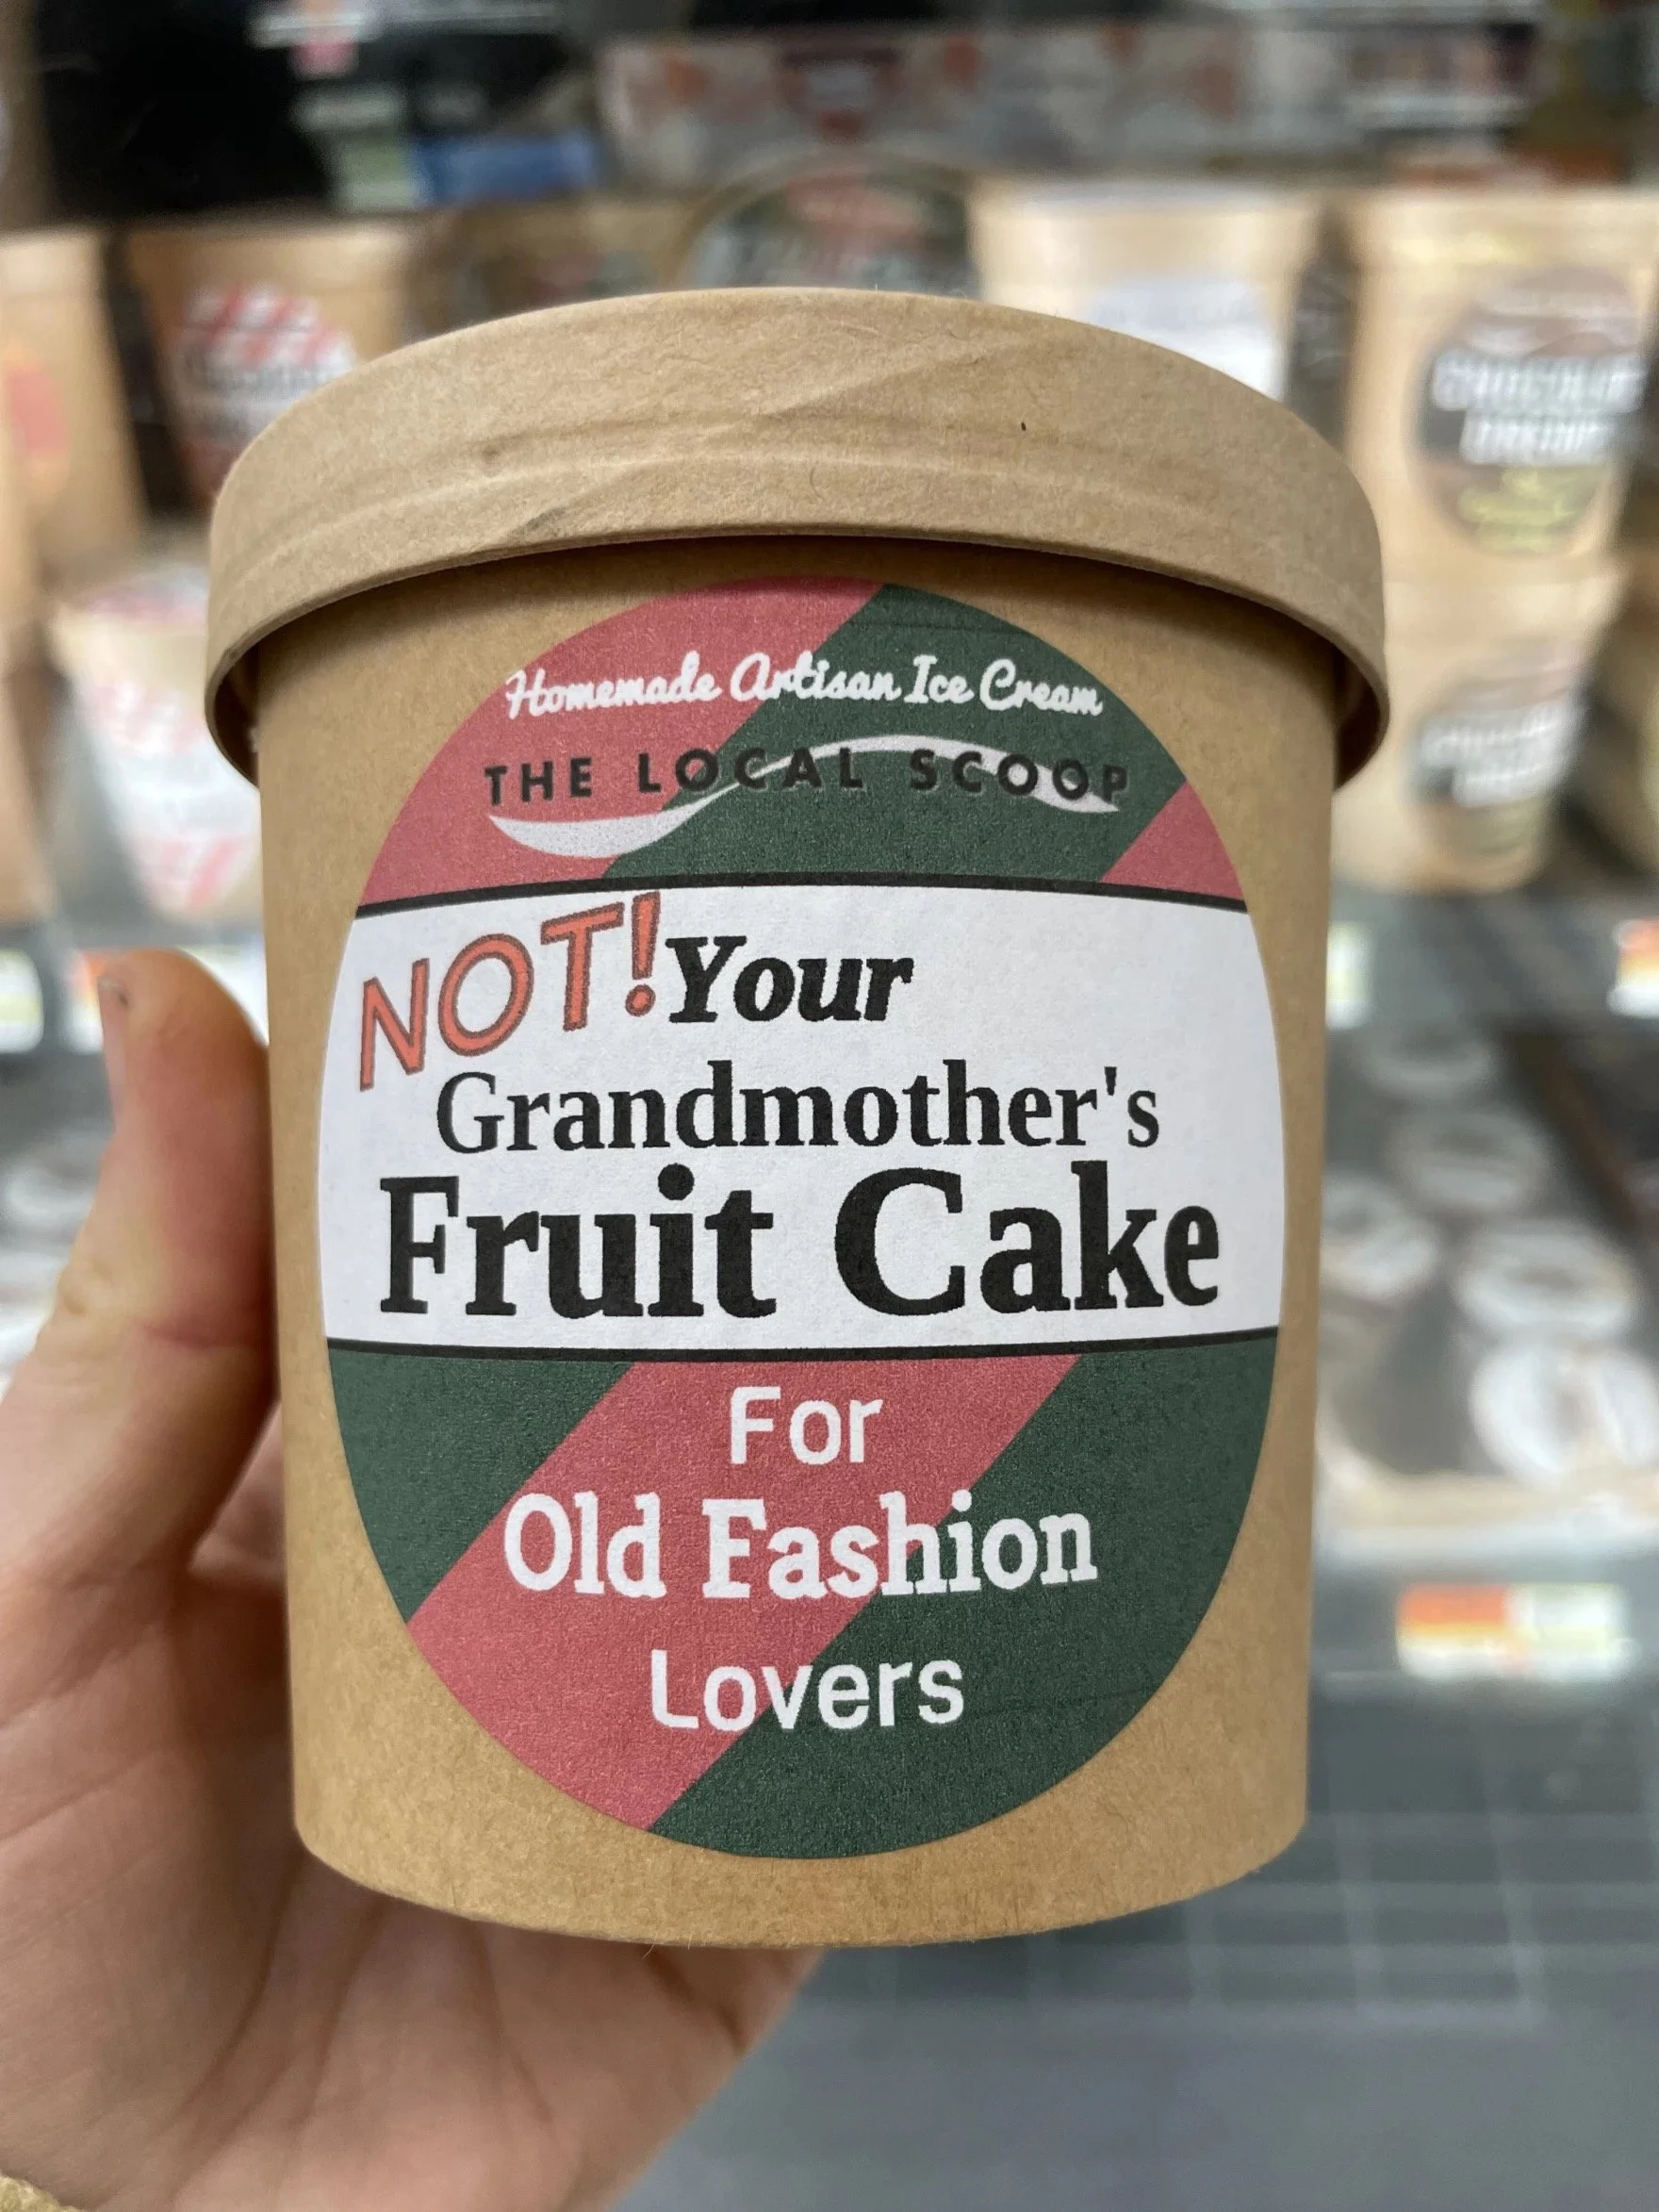 Homemade Artisan Ice Cream
THE LOCAL SCOOP
NOT! Your
Grandmother's
Fruit Cake
For
Old Fashion
Lovers